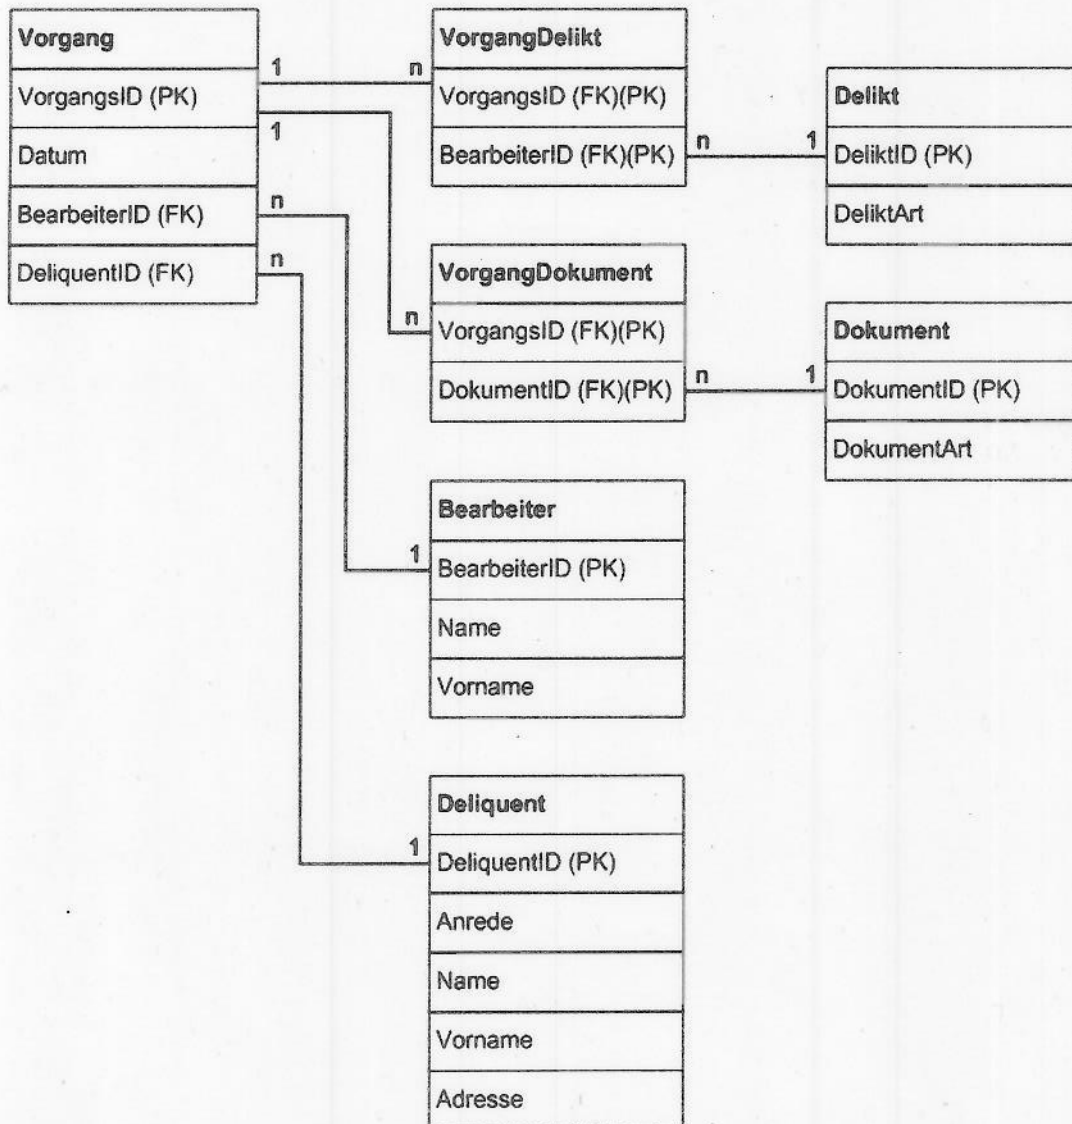 Vorgang
VorgangsID (PK)
Datum
BearbeiterID (FK)
DeliquentID (FK)
1
1
n
n
n
n
1
1
VorgangDelikt
VorgangsID (FK)(PK)
BearbeiterID (FK)(PK)
n
1
Delikt
DeliktID (PK)
DeliktArt
VorgangDokument
VorgangsID (FK)(PK)
DokumentID (FK)(PK)
n
1
Dokument
DokumentID (PK)
DokumentArt
Bearbeiter
BearbeiterID (PK)
Name
Vorname
Deliquent
DeliquentID (PK)
Anrede
Name
Vorname
Adresse